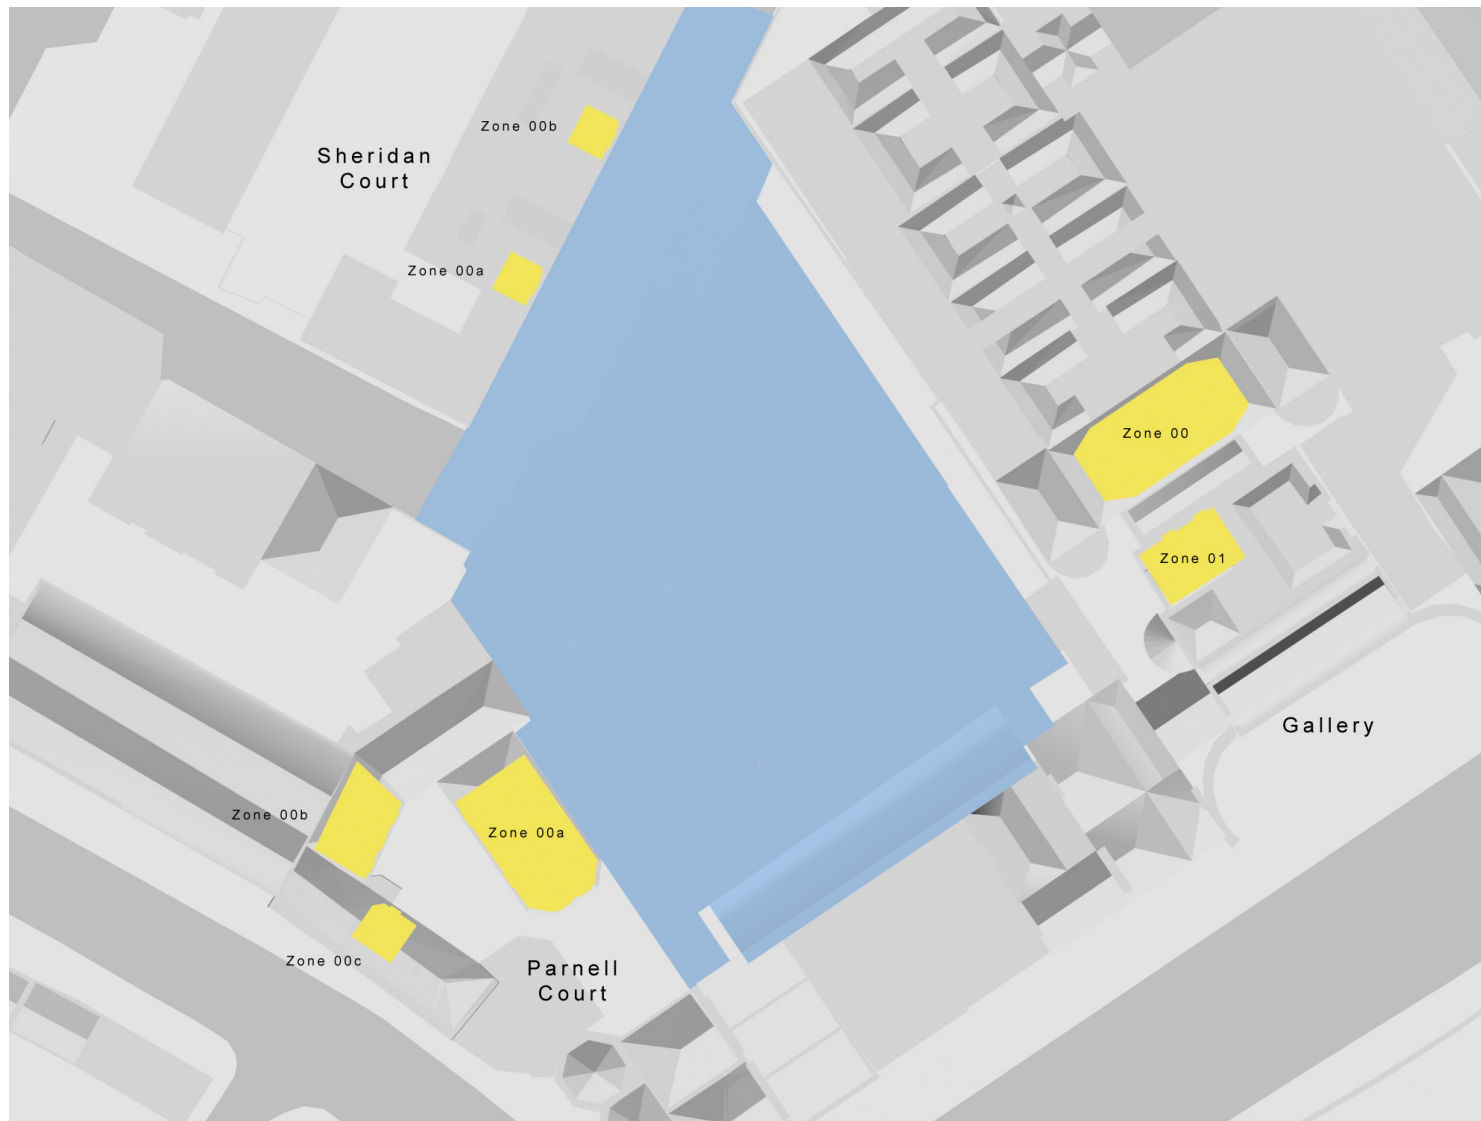 Zone 00b
Sheridan
Court
Zone 00a
Zone 00
Zone 01
Gallery
Zone 00b
Zone 00a
Zone 00c
Parnell
Court